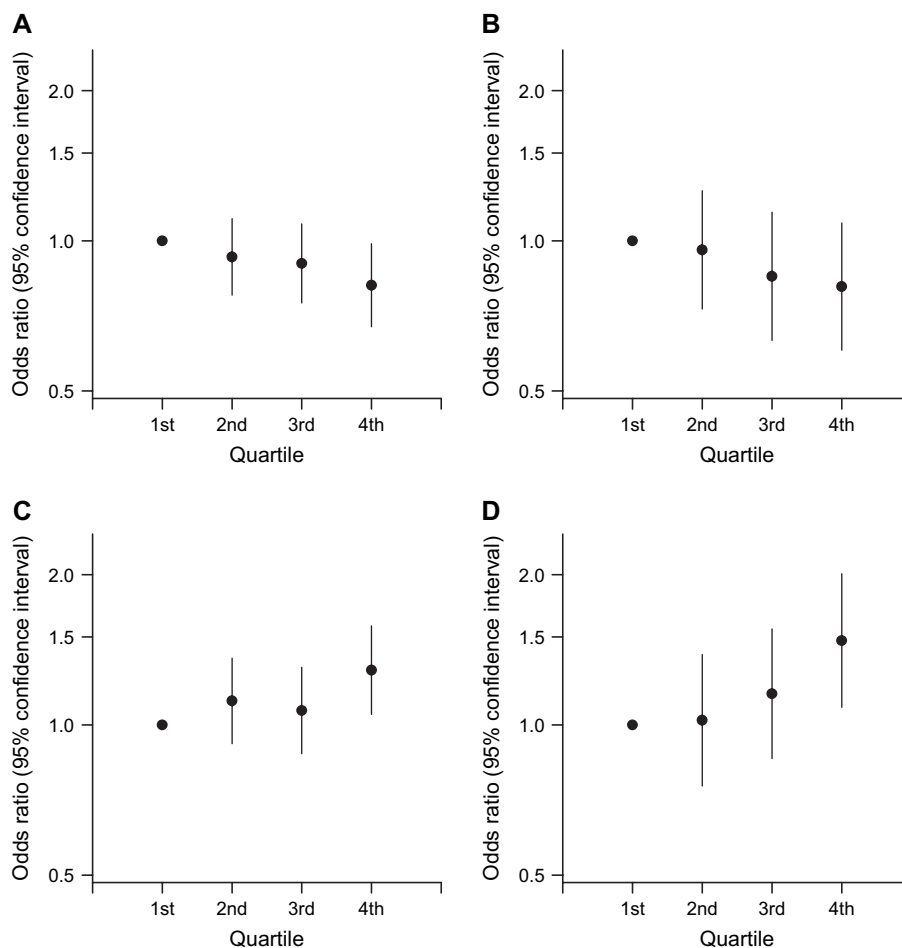 A
Odds ratio (95% confidence interval)
2.0
1.5
1.0
0.5
1st 2nd 3rd 4th
Quartile
B
Odds ratio (95% confidence interval)
2.0
1.5
1.0
0.5
1st 2nd 3rd 4th
Quartile
C
Odds ratio (95% confidence interval)
2.0
1.5
1.0
0.5
1st 2nd 3rd 4th
Quartile
D
Odds ratio (95% confidence interval)
2.0
1.5
1.0
0.5
1st 2nd 3rd 4th
Quartile